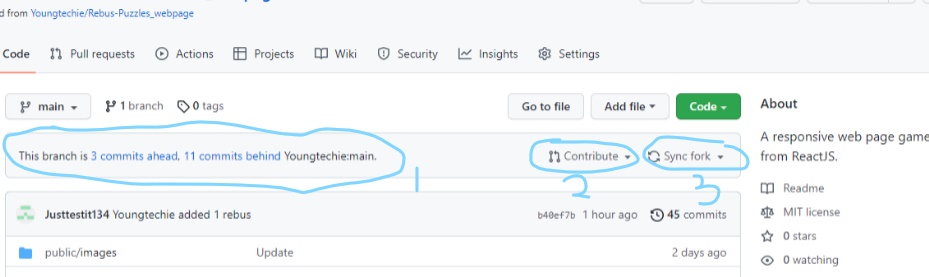 d from Youngtechie/Rebus-Puzzles_webpage
Code Pull requests Actions Projects Wiki Security Insights Settings
main 1 branch 0 tags Go to file Add file Code About
This branch is 3 commits ahead, 11 commits behind Youngtechie:main. Contribute Sync fork
1 2 3
A responsive web page game
from ReactJS.
Justtestit134 Youngtechie added 1 rebus b40ef7b 1 hour ago 45 commits
public/images Update 2 days ago
Readme
MIT license
0 stars
0 watching